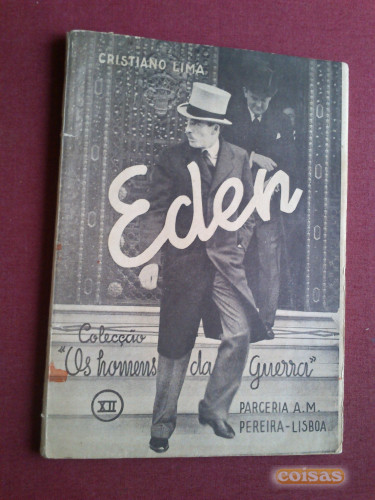 CRISTIANO LIMA
Eden
Colecção
"Os homens da guerra"
XII
PARCERIA A. M.
PEREIRA-LISBOA
coisas